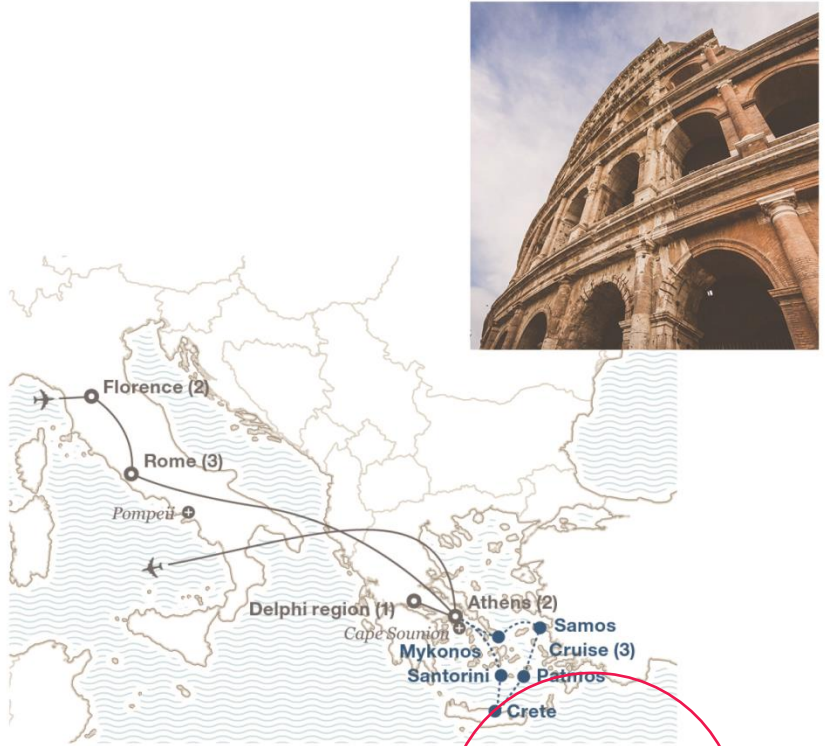 Florence (2)
Rome (3)
Pompeii
Delphi region (1)
Athens (2)
Cape Sounion
Samos
Mykonos
Cruise (3)
Santorini
Patmos
Crete